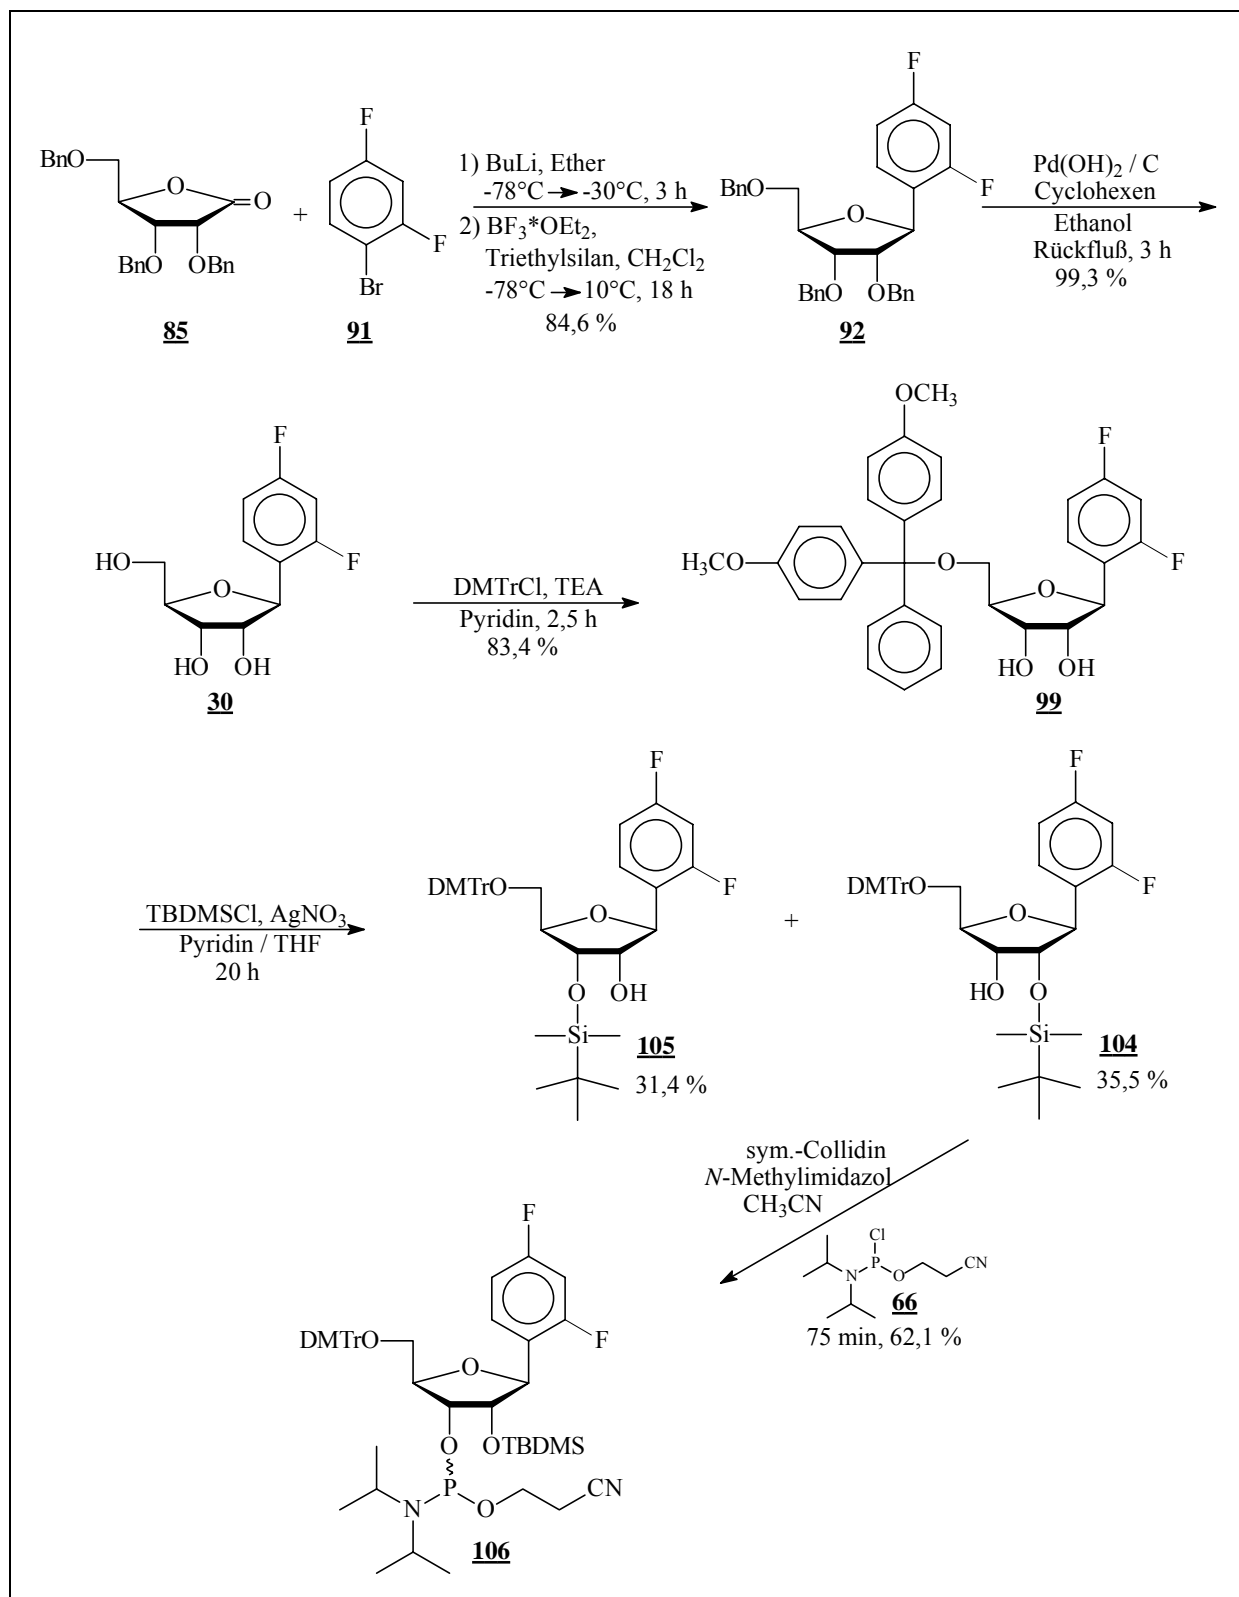 BnO
O
O
BnO OBn
85
+
F
F
Br
91
1) BuLi, Ether
-78°C → -30°C, 3 h
2) BF3*OEt2,
Triethylsilan, CH2Cl2
-78°C → 10°C, 18 h
84,6 %
F
F
BnO
O
BnO OBn
92
Pd(OH)2 / C
Cyclohexen
Ethanol
Rückfluß, 3 h
99,3 %
F
F
HO
O
HO OH
30
DMTrCl, TEA
Pyridin, 2,5 h
83,4 %
OCH3
H3CO
O
F
F
O
HO OH
99
TBDMSCl, AgNO3
Pyridin / THF
20 h
F
F
DMTrO
O
O OH
Si
105
31,4 %
+
F
F
DMTrO
O
HO O
Si
104
35,5 %
sym.-Collidin
N-Methylimidazol
CH3CN
Cl
P
N O CN
66
75 min, 62,1 %
F
F
DMTrO
O
O OTBDMS
P
N O CN
106